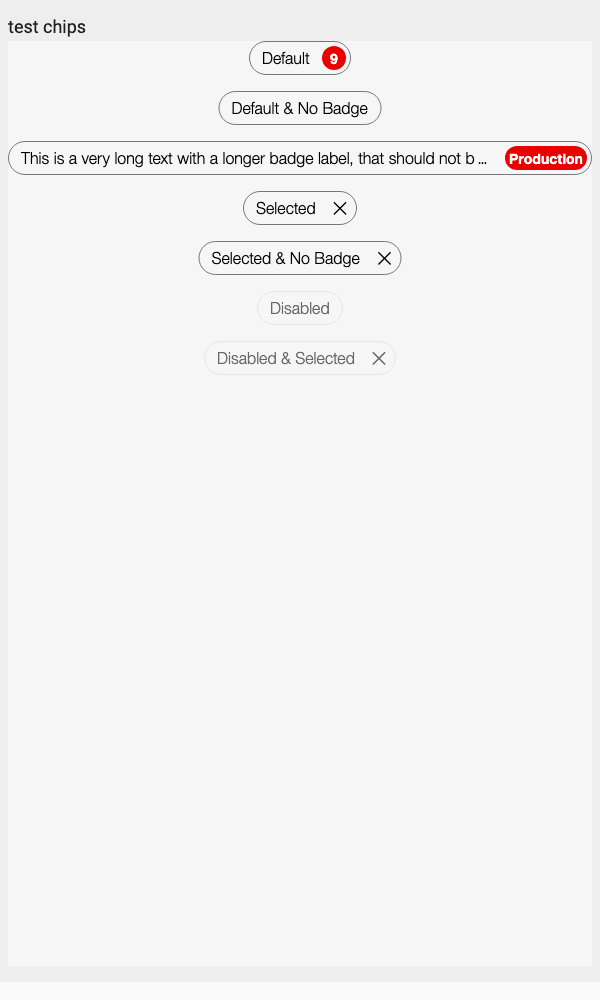 test chips
Default 9
Default & No Badge
This is a very long text with a longer badge label, that should not b ... Production
Selected
Selected & No Badge
Disabled
Disabled & Selected